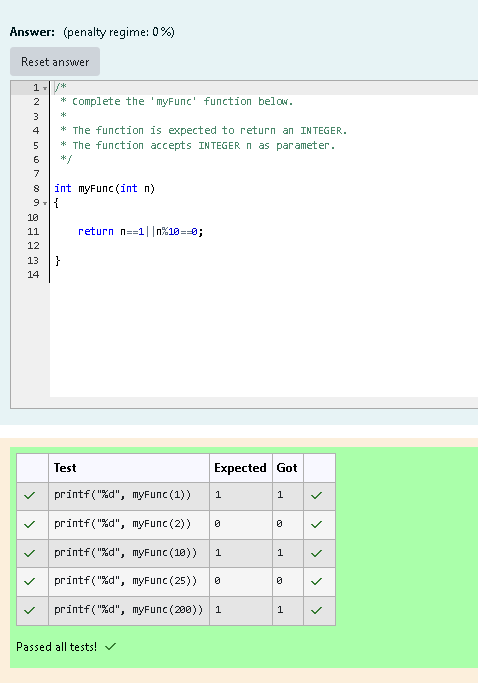 Answer: (penalty regime: 0 %)
Reset answer
1 /*
2 * Complete the 'myFunc' function below.
3 *
4 * The function is expected to return an INTEGER.
5 * The function accepts INTEGER n as parameter.
6 */
7
8 int myFunc(int n)
9 {
10
11 return n==1||n%10==0;
12
13 }
14
Test Expected Got
printf("%d", myFunc(1)) 1 1
printf("%d", myFunc(2)) 0 0
printf("%d", myFunc(10)) 1 1
printf("%d", myFunc(25)) 0 0
printf("%d", myFunc(200)) 1 1
Passed all tests!